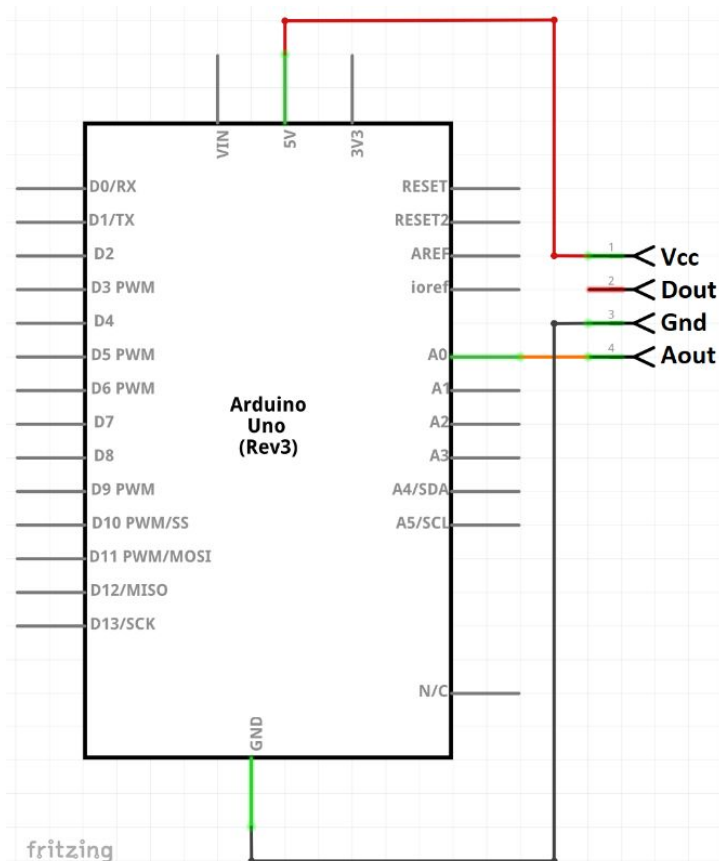 VIN
5V
3V3
D0/RX
D1/TX
D2
D3 PWM
D4
D5 PWM
D6 PWM
D7
D8
D9 PWM
D10 PWM/SS
D11 PWM/MOSI
D12/MISO
D13/SCK
Arduino
Uno
(Rev3)
RESET
RESET2
AREF
ioref
A0
A1
A2
A3
A4/SDA
A5/SCL
N/C
GND
1 Vcc
2 Dout
3 Gnd
4 Aout
fritzing